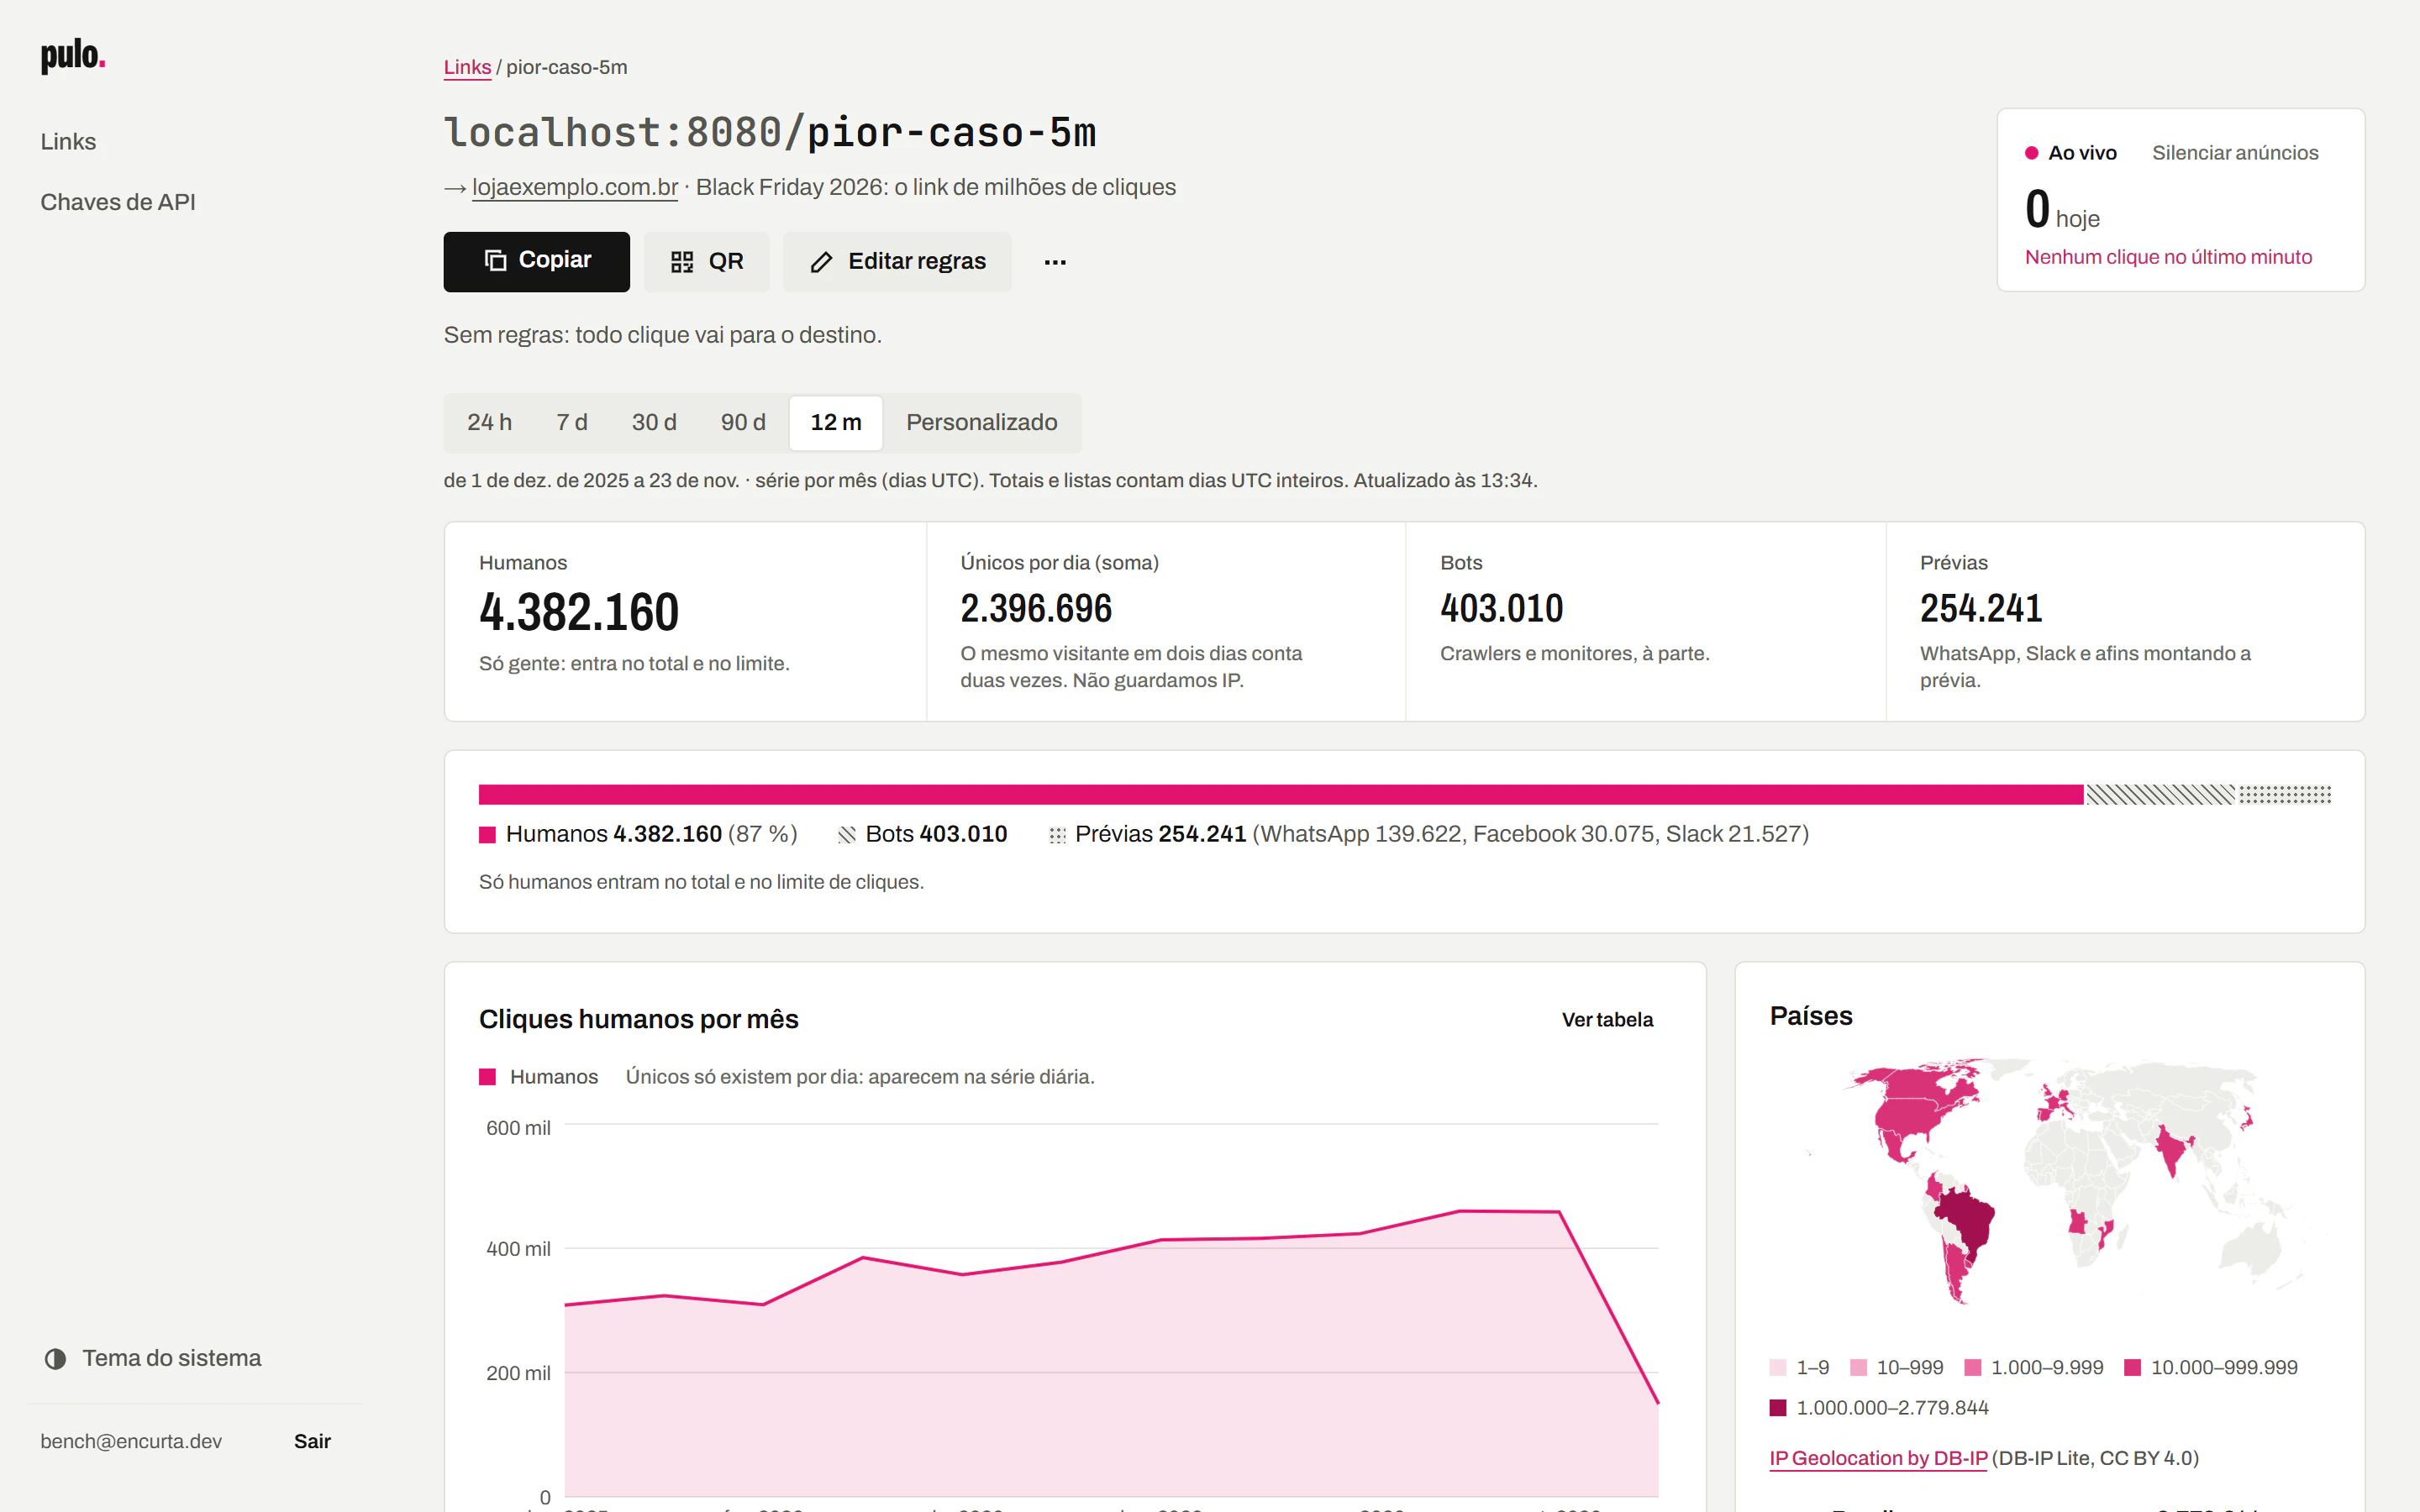 pulo.
Links
Chaves de API
Links / pior-caso-5m
localhost:8080/pior-caso-5m
→ lojaexemplo.com.br · Black Friday 2026: o link de milhões de cliques
Copiar
QR
Editar regras
···
Sem regras: todo clique vai para o destino.
Ao vivo
Silenciar anúncios
0 hoje
Nenhum clique no último minuto
24 h
7 d
30 d
90 d
12 m
Personalizado
de 1 de dez. de 2025 a 23 de nov. · série por mês (dias UTC). Totais e listas contam dias UTC inteiros. Atualizado às 13:34.
Humanos
4.382.160
Só gente: entra no total e no limite.
Únicos por dia (soma)
2.396.696
O mesmo visitante em dois dias conta
duas vezes. Não guardamos IP.
Bots
403.010
Crawlers e monitores, à parte.
Prévias
254.241
WhatsApp, Slack e afins montando a
prévia.
Humanos 4.382.160 (87 %)
Bots 403.010
Prévias 254.241 (WhatsApp 139.622, Facebook 30.075, Slack 21.527)
Só humanos entram no total e no limite de cliques.
Cliques humanos por mês
Ver tabela
Humanos
Únicos só existem por dia: aparecem na série diária.
600 mil
400 mil
200 mil
0
Países
1–9
10–999
1.000–9.999
10.000–999.999
1.000.000–2.779.844
IP Geolocation by DB-IP (DB-IP Lite, CC BY 4.0)
Tema do sistema
bench@encurta.dev
Sair